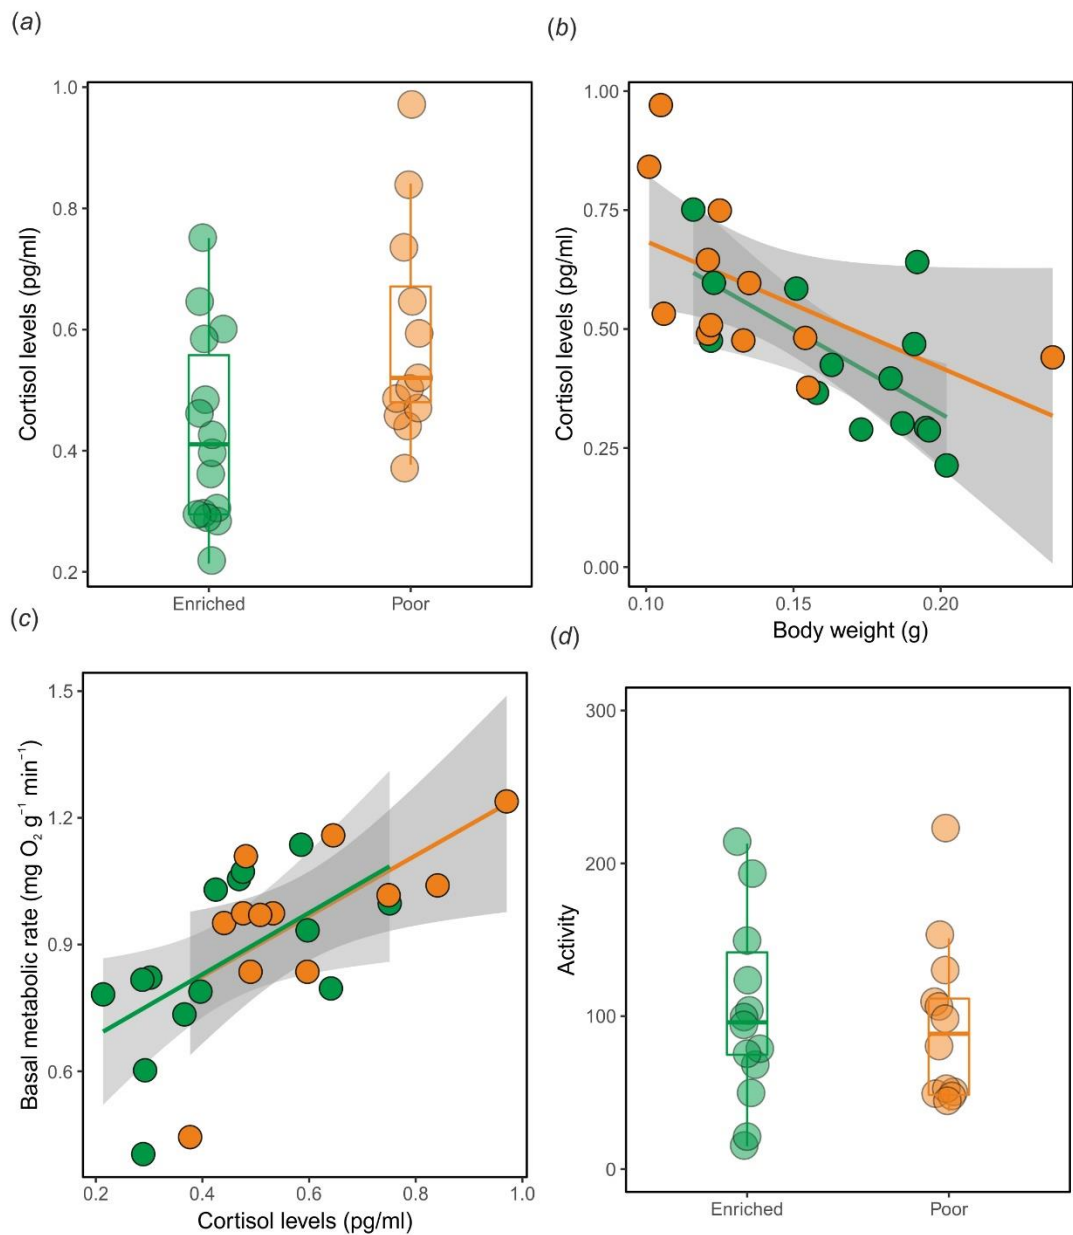 (a)
Cortisol levels (pg/ml)
1.0
0.8
0.6
0.4
0.2
Enriched Poor
(b)
Cortisol levels (pg/ml)
1.00
0.75
0.50
0.25
0.00
0.10 0.15 0.20
Body weight (g)
(c)
Basal metabolic rate (mg O₂ g⁻¹ min⁻¹)
1.5
1.2
0.9
0.6
0.2 0.4 0.6 0.8 1.0
Cortisol levels (pg/ml)
(d)
Activity
300
200
100
0
Enriched Poor